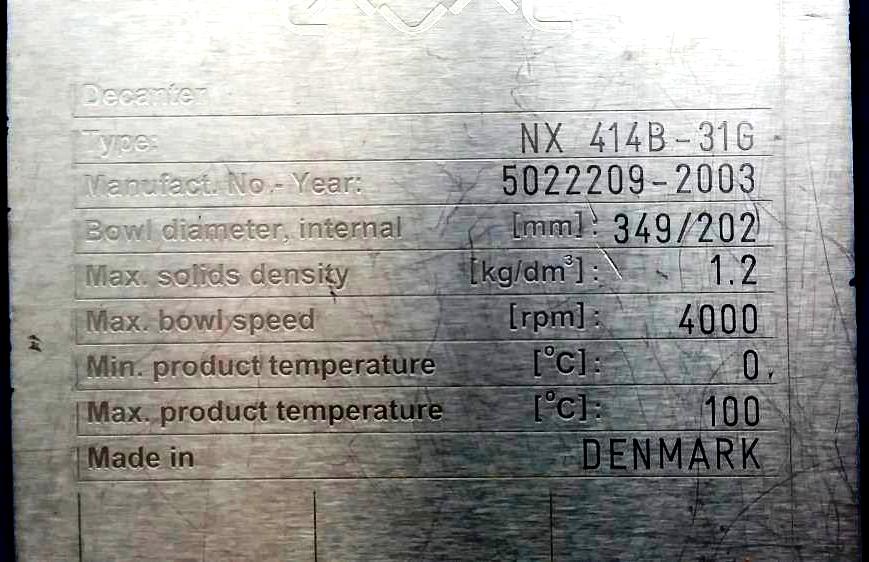 Decanter
Type: NX 414B-31G
Manufact. No.- Year: 5022209-2003
Bowl diameter, internal [mm]: 349/202
Max. solids density [kg/dm³]: 1.2
Max. bowl speed [rpm]: 4000
Min. product temperature [°C]: 0
Max. product temperature [°C]: 100
Made in DENMARK